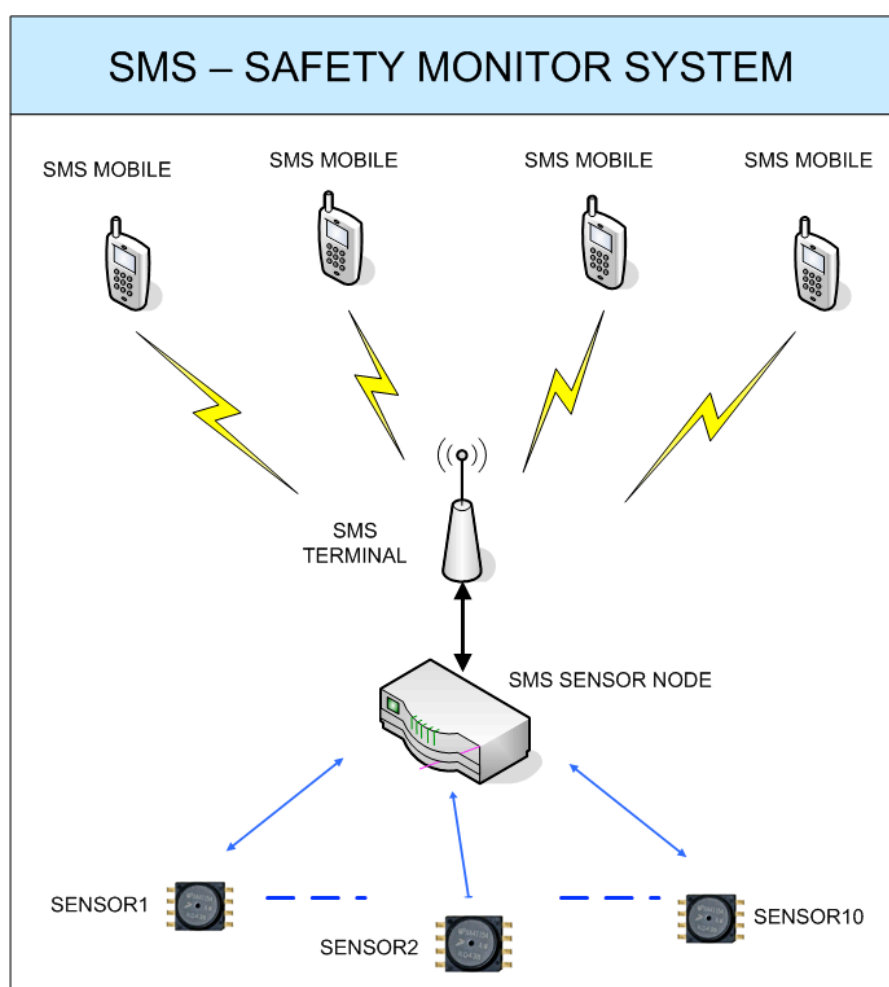 SMS – SAFETY MONITOR SYSTEM
SMS MOBILE
SMS MOBILE
SMS MOBILE
SMS MOBILE
SMS
TERMINAL
SMS SENSOR NODE
SENSOR1
SENSOR2
SENSOR10